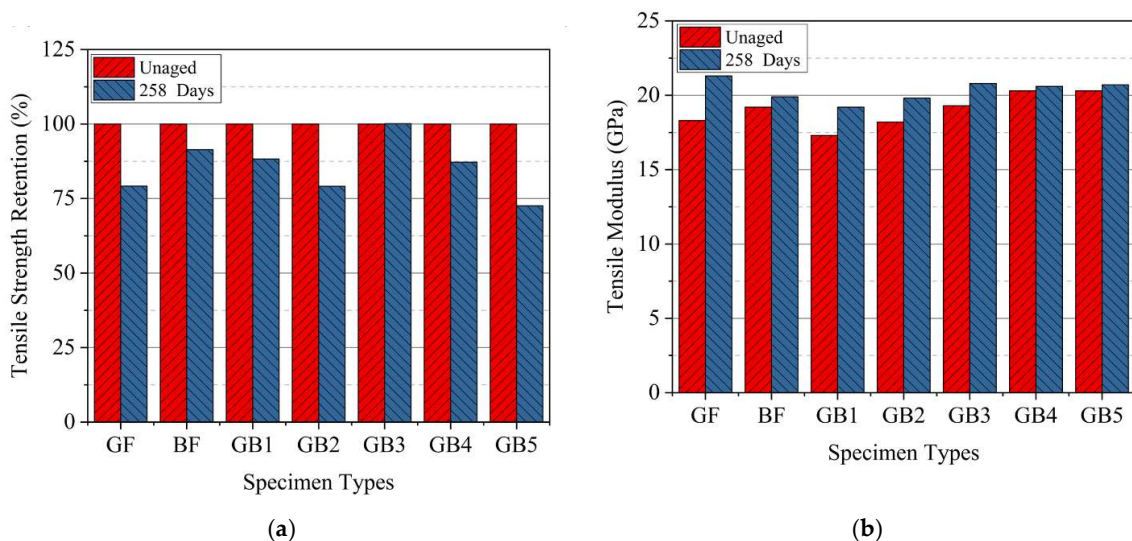 125
100
75
50
25
0
Tensile Strength Retention (%)
Unaged
258 Days
GF BF GB1 GB2 GB3 GB4 GB5
Specimen Types
(a)
25
20
15
10
5
0
Tensile Modulus (GPa)
Unaged
258 Days
GF BF GB1 GB2 GB3 GB4 GB5
Specimen Types
(b)